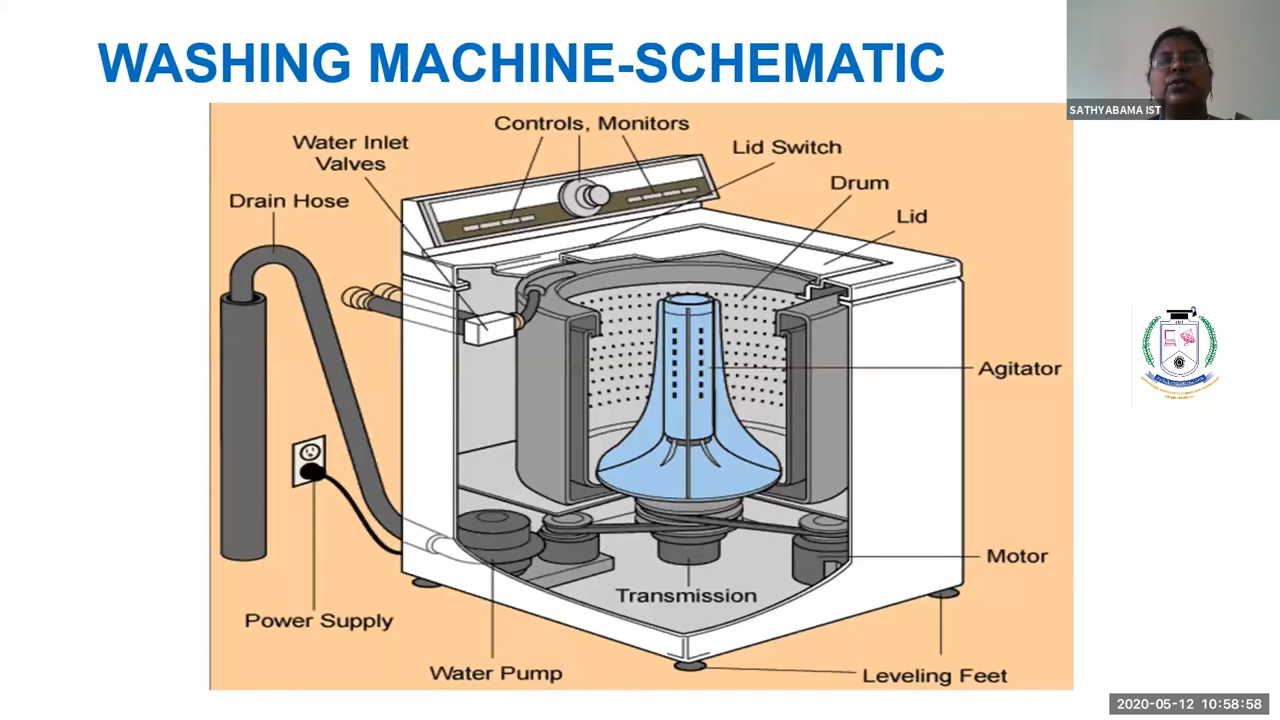 WASHING MACHINE-SCHEMATIC
SATHYABAMA IST
Controls, Monitors
Water Inlet
Valves
Lid Switch
Drum
Drain Hose
Lid
Agitator
Motor
Transmission
Power Supply
Water Pump
Leveling Feet
2020-05-12 10:58:58